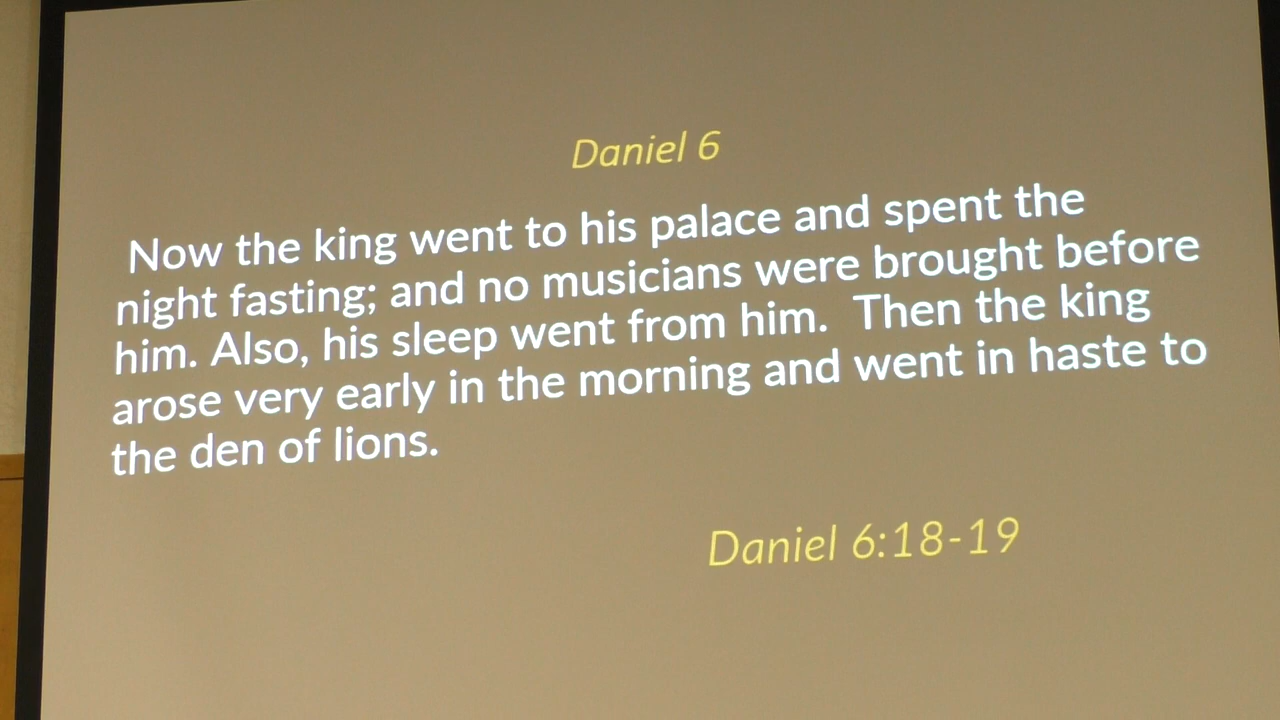 Daniel 6
Now the king went to his palace and spent the
night fasting; and no musicians were brought before
him. Also, his sleep went from him.  Then the king
arose very early in the morning and went in haste to
the den of lions.
Daniel 6:18-19